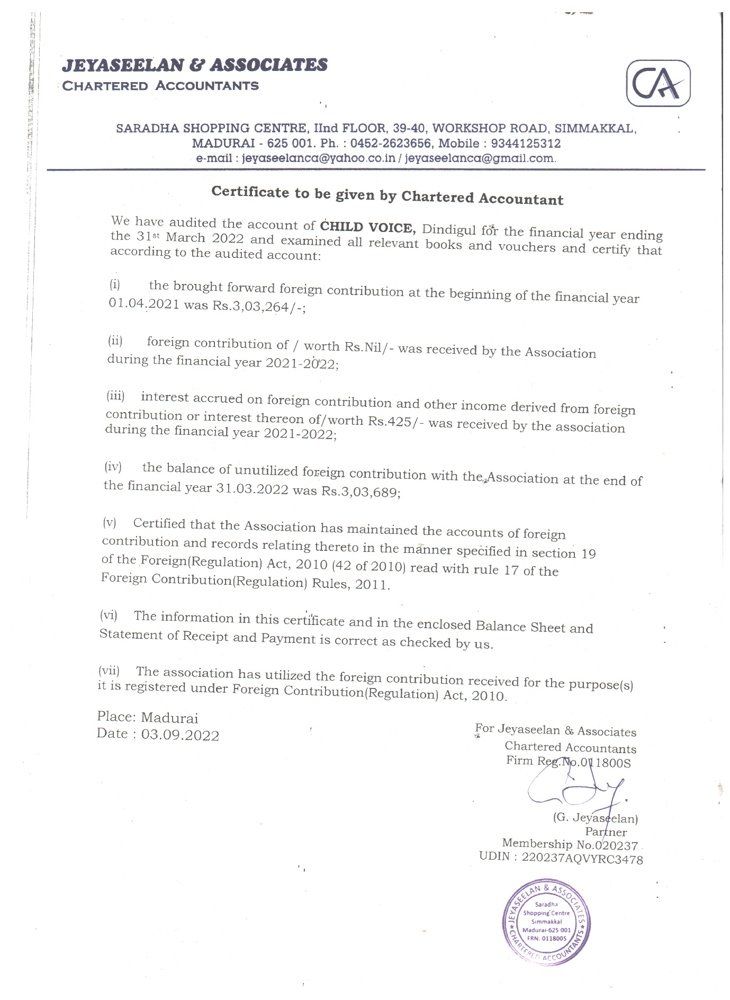 JEYASEELAN & ASSOCIATES
CHARTERED ACCOUNTANTS
CA
SARADHA SHOPPING CENTRE, IInd FLOOR, 39-40, WORKSHOP ROAD, SIMMAKKAL,
MADURAI - 625 001. Ph. : 0452-2623656, Mobile : 9344125312
e-mail : jeyaseelanca@yahoo.co.in / jeyaseelanca@gmail.com.
Certificate to be given by Chartered Accountant
We have audited the account of CHILD VOICE, Dindigul for the financial year ending
the 31st March 2022 and examined all relevant books and vouchers and certify that
according to the audited account:
(i) the brought forward foreign contribution at the beginning of the financial year
01.04.2021 was Rs.3,03,264/-;
(ii) foreign contribution of / worth Rs.Nil/- was received by the Association
during the financial year 2021-2022;
(iii) interest accrued on foreign contribution and other income derived from foreign
contribution or interest thereon of/worth Rs.425/- was received by the association
during the financial year 2021-2022;
(iv) the balance of unutilized foreign contribution with the Association at the end of
the financial year 31.03.2022 was Rs.3,03,689;
(v) Certified that the Association has maintained the accounts of foreign
contribution and records relating thereto in the manner specified in section 19
of the Foreign(Regulation) Act, 2010 (42 of 2010) read with rule 17 of the
Foreign Contribution(Regulation) Rules, 2011.
(vi) The information in this certificate and in the enclosed Balance Sheet and
Statement of Receipt and Payment is correct as checked by us.
(vii) The association has utilized the foreign contribution received for the purpose(s)
it is registered under Foreign Contribution(Regulation) Act, 2010.
Place: Madurai
Date : 03.09.2022
For Jeyaseelan & Associates
Chartered Accountants
Firm Reg.No.011800S
(G. Jeyaseelan)
Partner
Membership No.020237
UDIN : 220237AQVYRC3478
JEYASEELAN & ASSOCIATES
Saradha
Shopping Centre
Simmakkal
Madurai-625 001
FRN: 011800S
★ CHARTERED ACCOUNTANTS ★